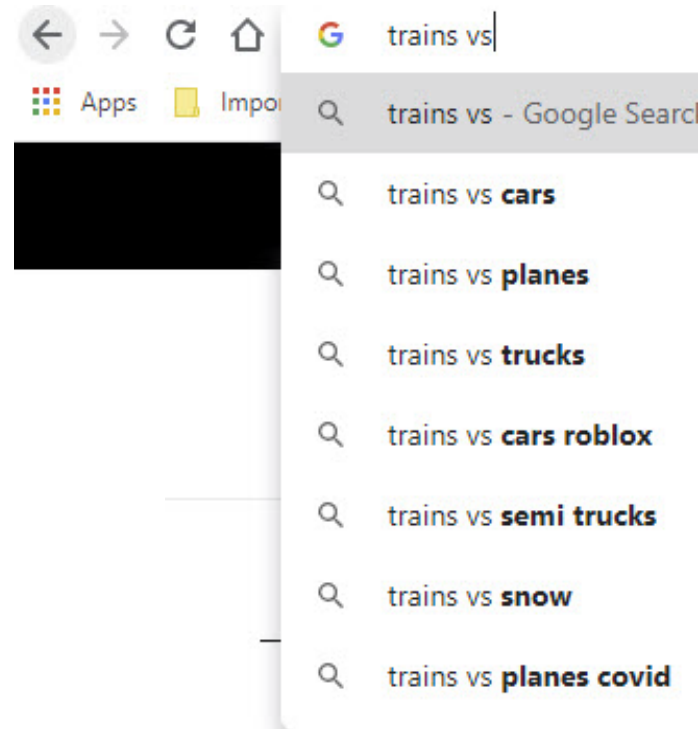 trains vs
Apps
trains vs - Google Search
trains vs cars
trains vs planes
trains vs trucks
trains vs cars roblox
trains vs semi trucks
trains vs snow
trains vs planes covid